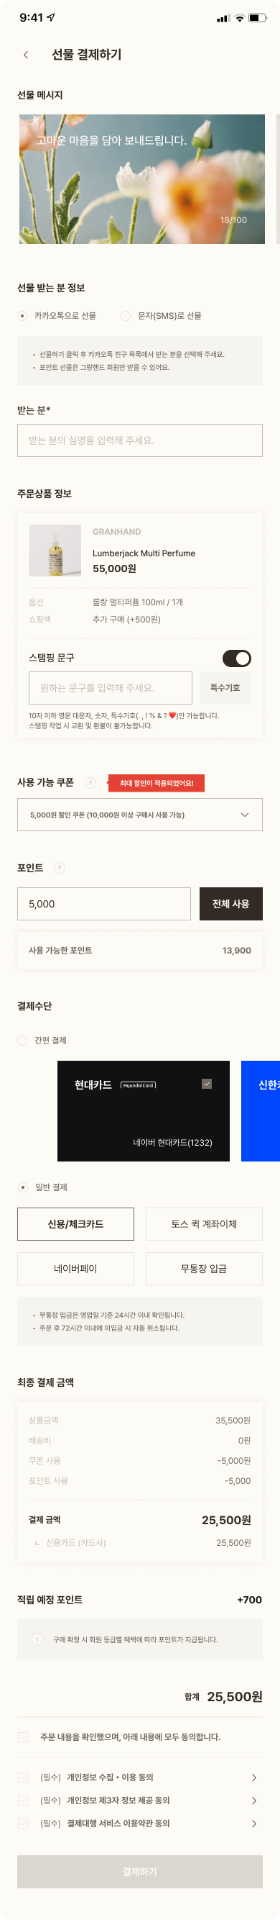 9:41
선물 결제하기
선물 메시지
고마운 마음을 담아 보내드립니다.
18/100
선물 받는 분 정보
카카오톡으로 선물
문자(SMS)로 선물
• 선물하기 클릭 후 카카오톡 친구 목록에서 받는 분을 선택해 주세요.
• 포인트 선물은 그랑핸드 회원만 받을 수 있어요.
받는 분*
받는 분의 실명을 입력해 주세요.
주문상품 정보
GRANHAND
Lumberjack Multi Perfume
55,000원
옵션
롤랑 멀티퍼퓸 100ml / 1개
쇼핑백
추가 구매 (+500원)
스탬핑 문구
원하는 문구를 입력해 주세요.
특수기호
10자 이하 영문 대문자, 숫자, 특수기호(. , ! % & ? ❤️)만 가능합니다.
스탬핑 작업 시 교환 및 환불이 불가능합니다.
사용 가능 쿠폰
?
최대 할인이 적용되었어요!
5,000원 할인 쿠폰 (10,000원 이상 구매시 사용 가능)
포인트
?
5,000
전체 사용
사용 가능한 포인트
13,900
결제수단
간편 결제
현대카드
Hyundai Card
네이버 현대카드(1232)
신한카
일반 결제
신용/체크카드
토스 퀵 계좌이체
네이버페이
무통장 입금
• 무통장 입금은 영업일 기준 24시간 이내 확인됩니다.
• 주문 후 72시간 이내에 미입금 시 자동 취소됩니다.
최종 결제 금액
상품금액
35,500원
배송비
0원
쿠폰 사용
-5,000원
포인트 사용
-5,000
결제 금액
25,500원
ㄴ 신용카드 (카드사)
25,500원
적립 예정 포인트
+700
!
구매 확정 시 회원 등급별 혜택에 따라 포인트가 지급됩니다.
합계
25,500원
주문 내용을 확인했으며, 아래 내용에 모두 동의합니다.
(필수) 개인정보 수집 • 이용 동의
(필수) 개인정보 제3자 정보 제공 동의
(필수) 결제대행 서비스 이용약관 동의
결제하기